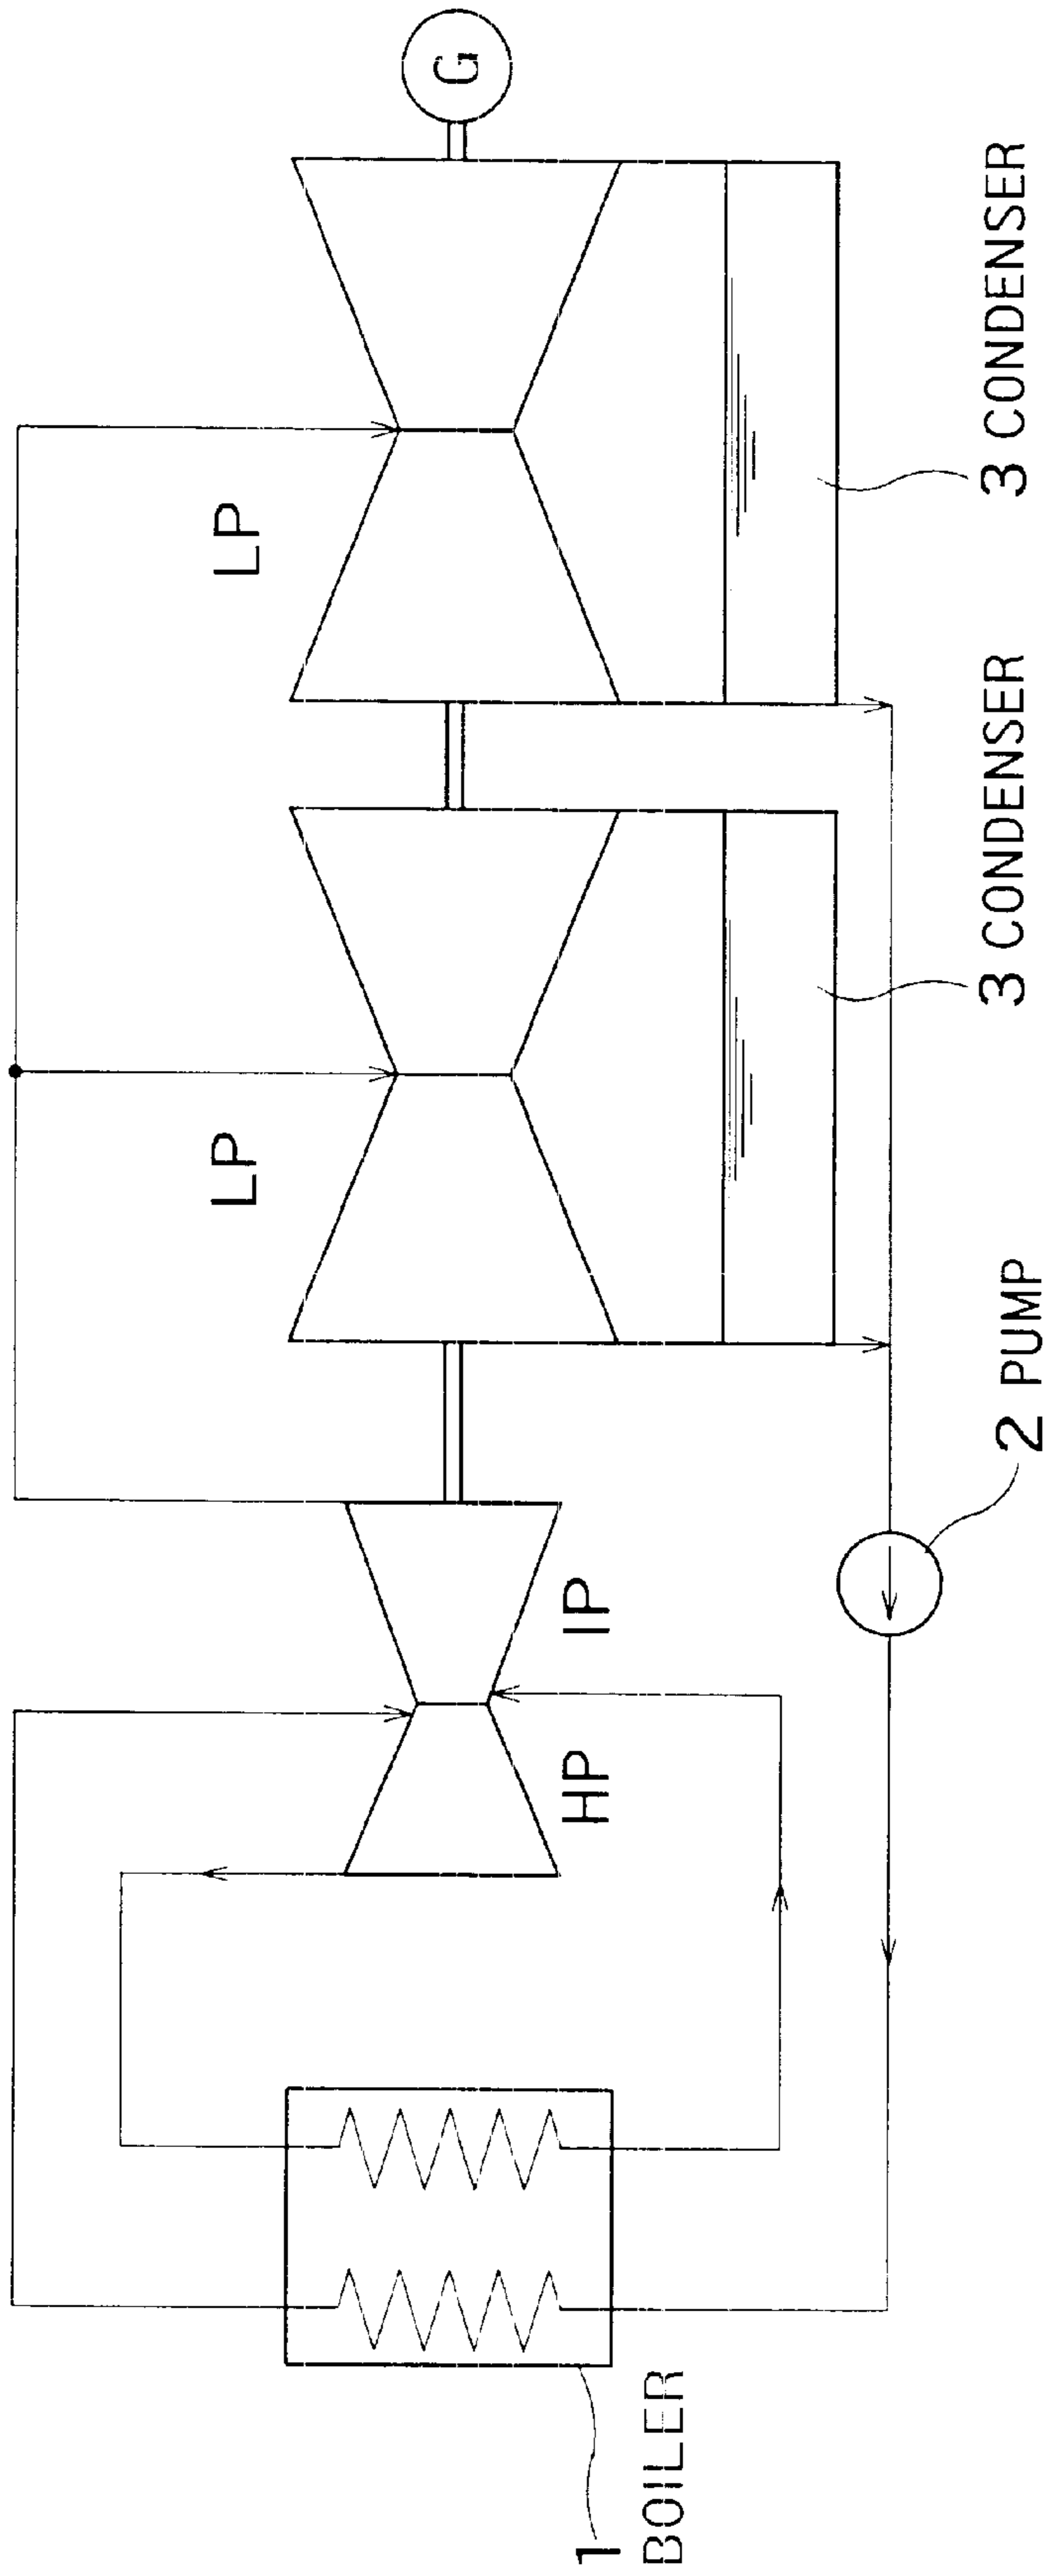 G
LP
LP
3 CONDENSER
3 CONDENSER
IP
HP
2 PUMP
1
BOILER